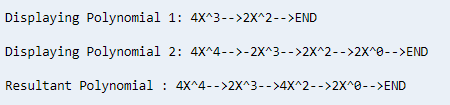 Displaying Polynomial 1: 4X^3-->2X^2-->END
Displaying Polynomial 2: 4X^4-->-2X^3-->2X^2-->2X^0-->END
Resultant Polynomial : 4X^4-->2X^3-->4X^2-->2X^0-->END